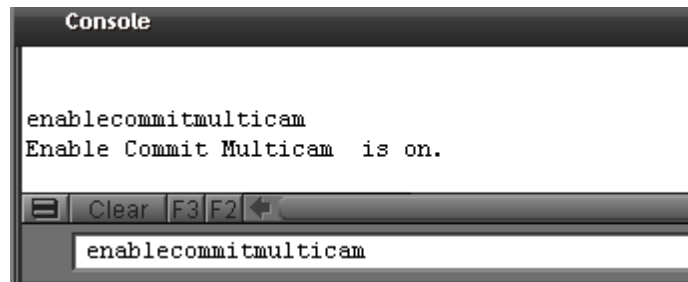 Console
enablecommitmulticam
Enable Commit Multicam  is on.
Clear F3 F2
enablecommitmulticam